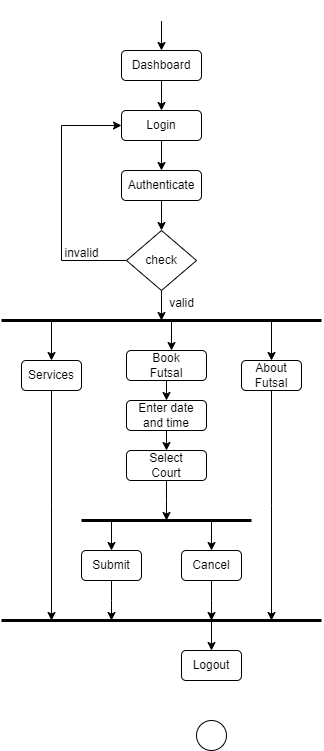 Dashboard
Login
Authenticate
invalid
check
valid
Services
Book
Futsal
About
Futsal
Enter date
and time
Select
Court
Submit
Cancel
Logout